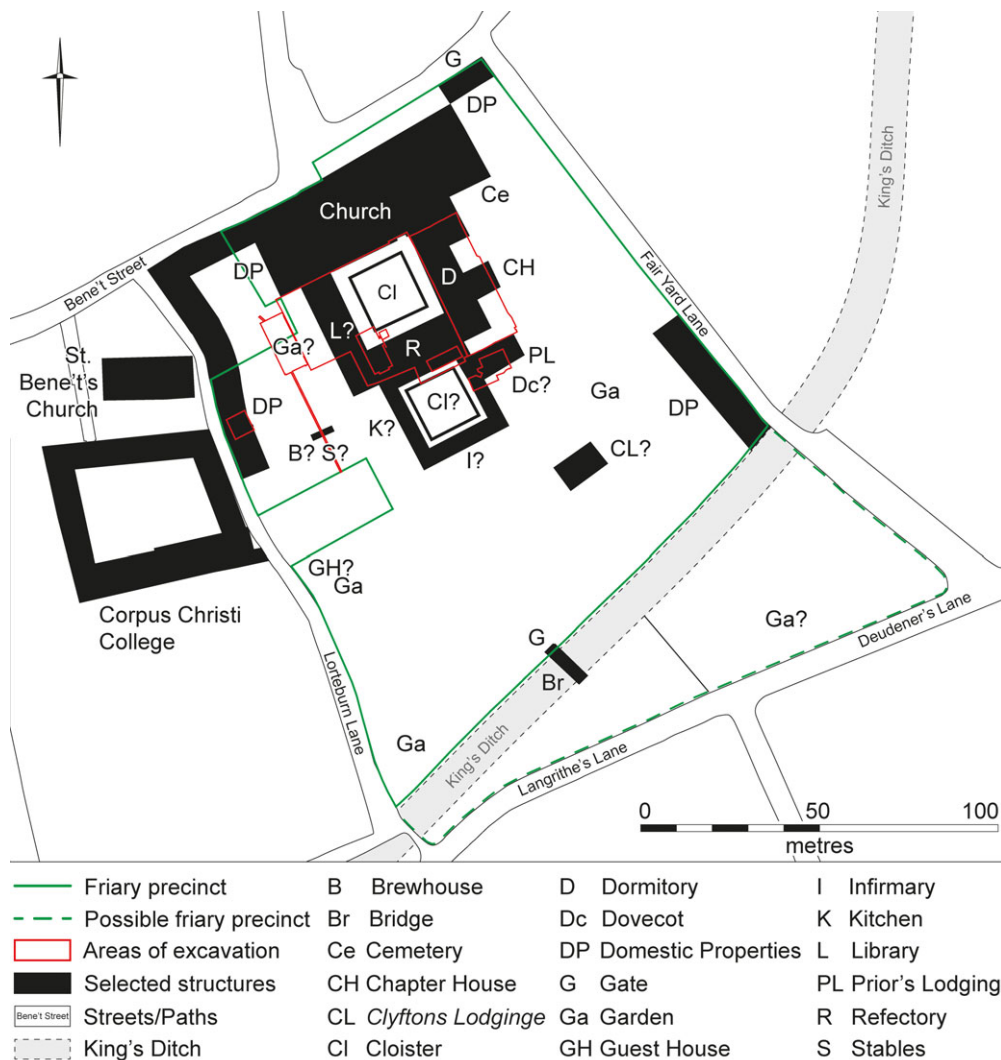 G
DP
King's Ditch
Church
Ce
Bene't Street
DP
Cl
D
CH
Fair Yard Lane
St.
Bene't's
Church
L?
Ga?
R
PL
Dc?
Cl?
Ga
DP
DP
K?
B? S?
I?
CL?
GH?
Ga
Corpus Christi
College
Ga?
Deudener's Lane
G
Br
Lorteburn Lane
Ga
King's Ditch
Langrithe's Lane
0 50 100
metres
Friary precinct
Possible friary precinct
Areas of excavation
Selected structures
Bene't Street Streets/Paths
King's Ditch
B Brewhouse
Br Bridge
Ce Cemetery
CH Chapter House
CL Clyftons Lodginge
Cl Cloister
D Dormitory
Dc Dovecot
DP Domestic Properties
G Gate
Ga Garden
GH Guest House
I Infirmary
K Kitchen
L Library
PL Prior's Lodging
R Refectory
S Stables